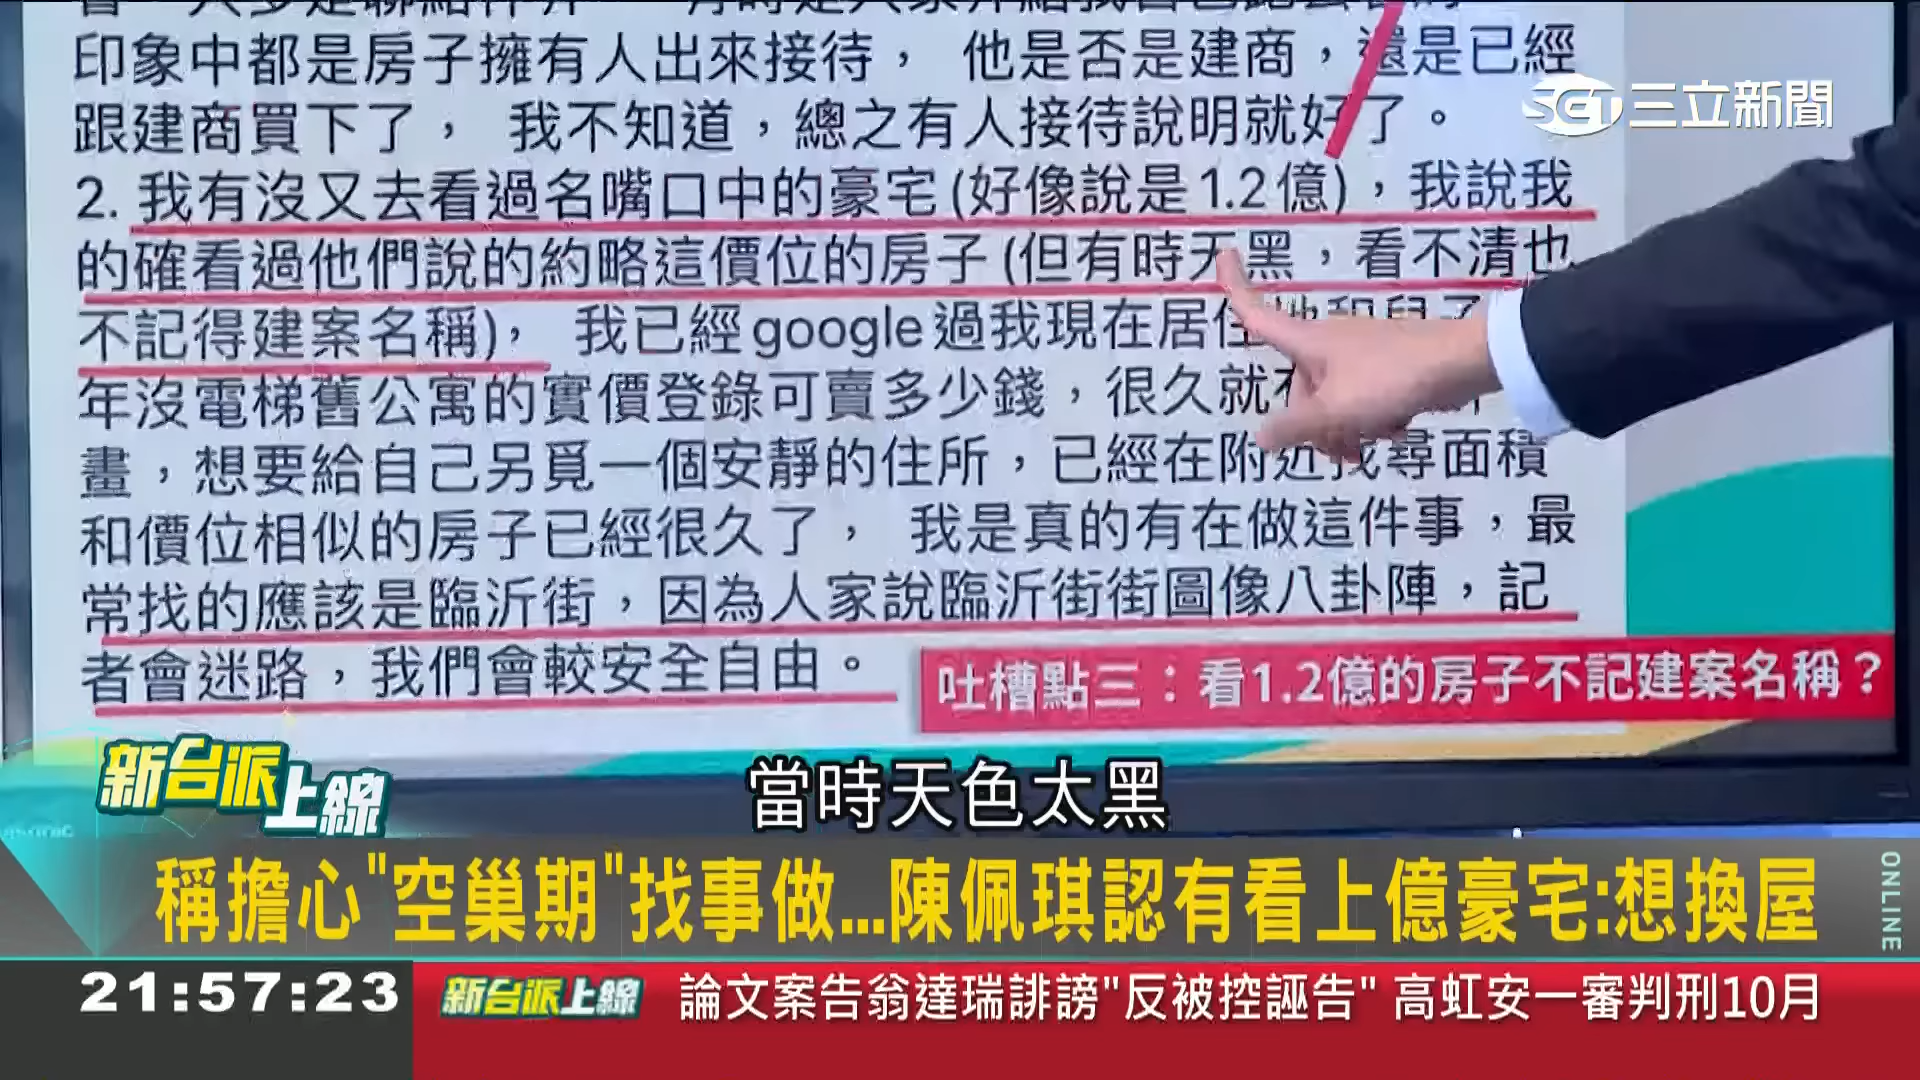 印象中都是房子擁有人出來接待， 他是否是建商，還是已經
跟建商買下了， 我不知道，總之有人接待說明就好了。
SET三立新聞
2. 我有沒又去看過名嘴口中的豪宅(好像說是1.2億)，我說我
的確看過他們說的約略這價位的房子(但有時天黑，看不清也
不記得建案名稱)， 我已經google過我現在居住
年沒電梯舊公寓的實價登錄可賣多少錢，很久就
畫，想要給自己另覓一個安靜的住所，已經在附近找尋面積
和價位相似的房子已經很久了， 我是真的有在做這件事，最
常找的應該是臨沂街，因為人家說臨沂街街圖像八卦陣，記
者會迷路，我們會較安全自由。
吐槽點三：看1.2億的房子不記建案名稱？
新台派上線
當時天色太黑
稱擔心"空巢期"找事做...陳佩琪認有看上億豪宅:想換屋
ONLINE
21:57:23
新台派上線
論文案告翁達瑞誹謗"反被控誣告" 高虹安一審判刑10月